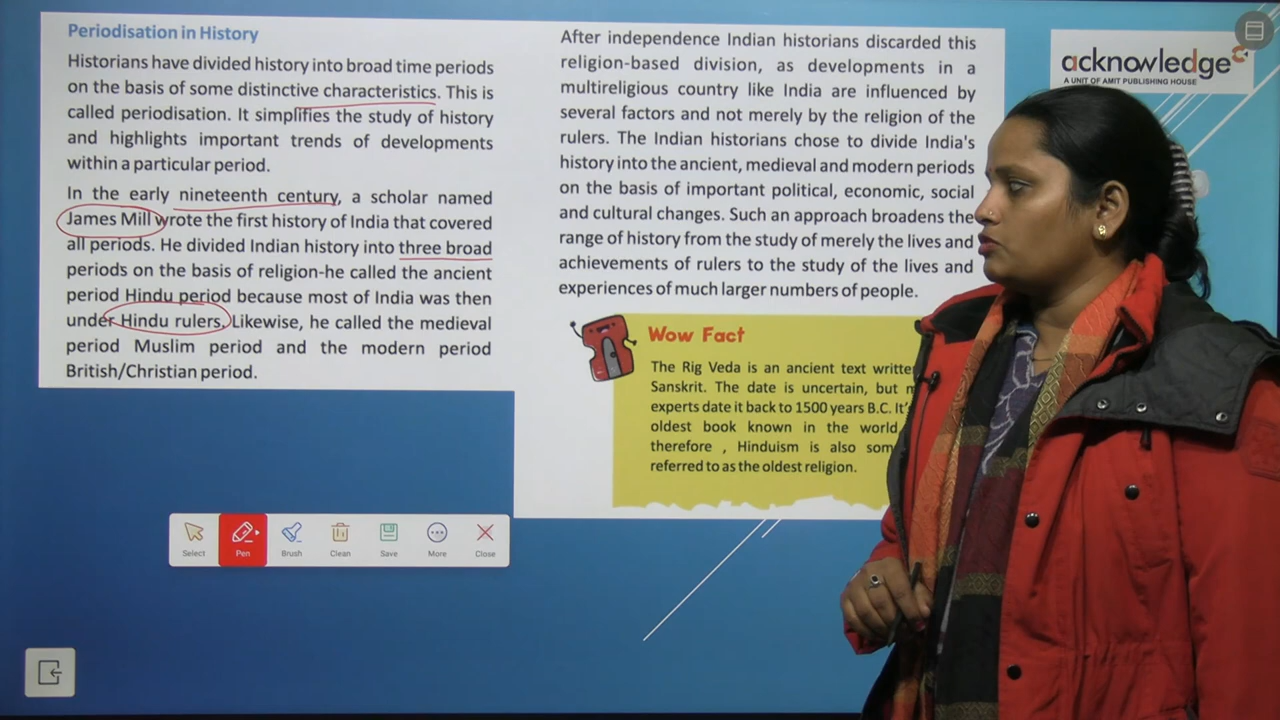 Periodisation in History
Historians have divided history into broad time periods
on the basis of some distinctive characteristics. This is
called periodisation. It simplifies the study of history
and highlights important trends of developments
within a particular period.
In the early nineteenth century, a scholar named
James Mill wrote the first history of India that covered
all periods. He divided Indian history into three broad
periods on the basis of religion-he called the ancient
period Hindu period because most of India was then
under Hindu rulers. Likewise, he called the medieval
period Muslim period and the modern period
British/Christian period.
After independence Indian historians discarded this
religion-based division, as developments in a
multireligious country like India are influenced by
several factors and not merely by the religion of the
rulers. The Indian historians chose to divide India's
history into the ancient, medieval and modern periods
on the basis of important political, economic, social
and cultural changes. Such an approach broadens the
range of history from the study of merely the lives and
achievements of rulers to the study of the lives and
experiences of much larger numbers of people.
Wow Fact
The Rig Veda is an ancient text
Sanskrit. The date is uncertain, but
experts date it back to 1500 years B.C.
oldest book known in the world
therefore , Hinduism is also
referred to as the oldest religion.
acknowledge
A UNIT OF AMIT PUBLISHING HOUSE
Select Pen Brush Clean Save More Close